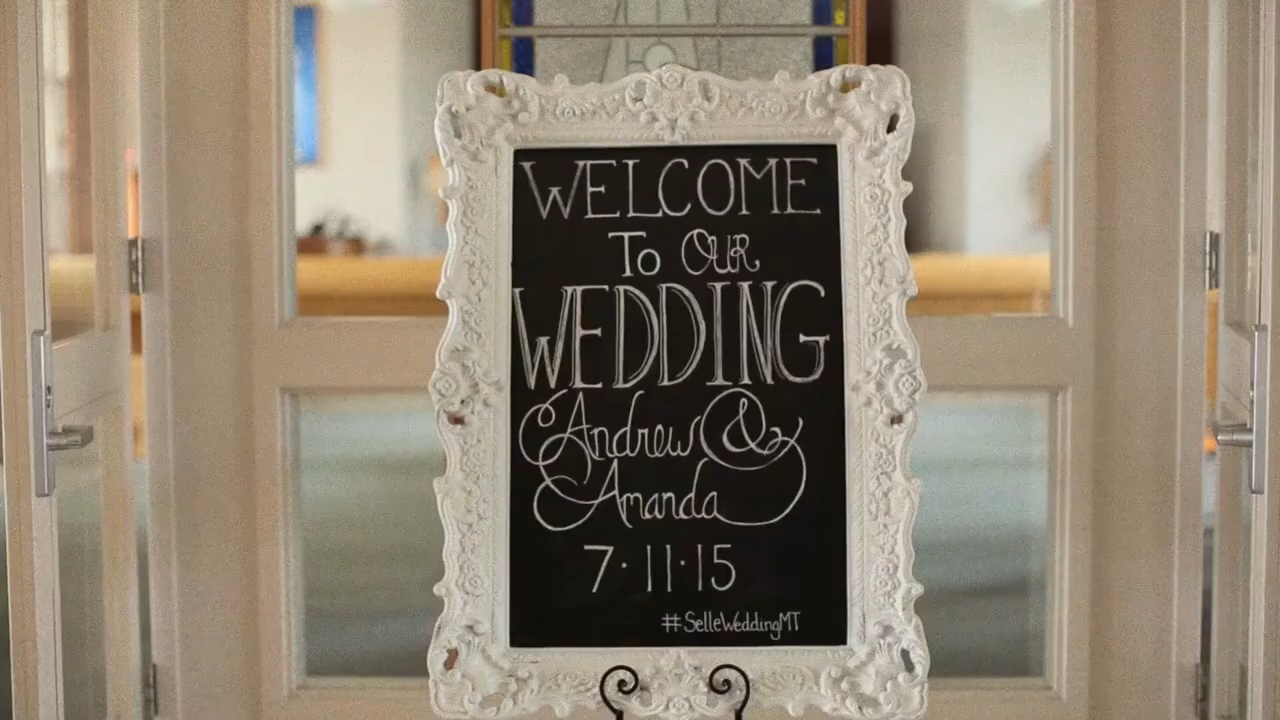 WELCOME
To Our
WEDDING
Andrew &
Amanda
7·11·15
#SelleWeddingMT